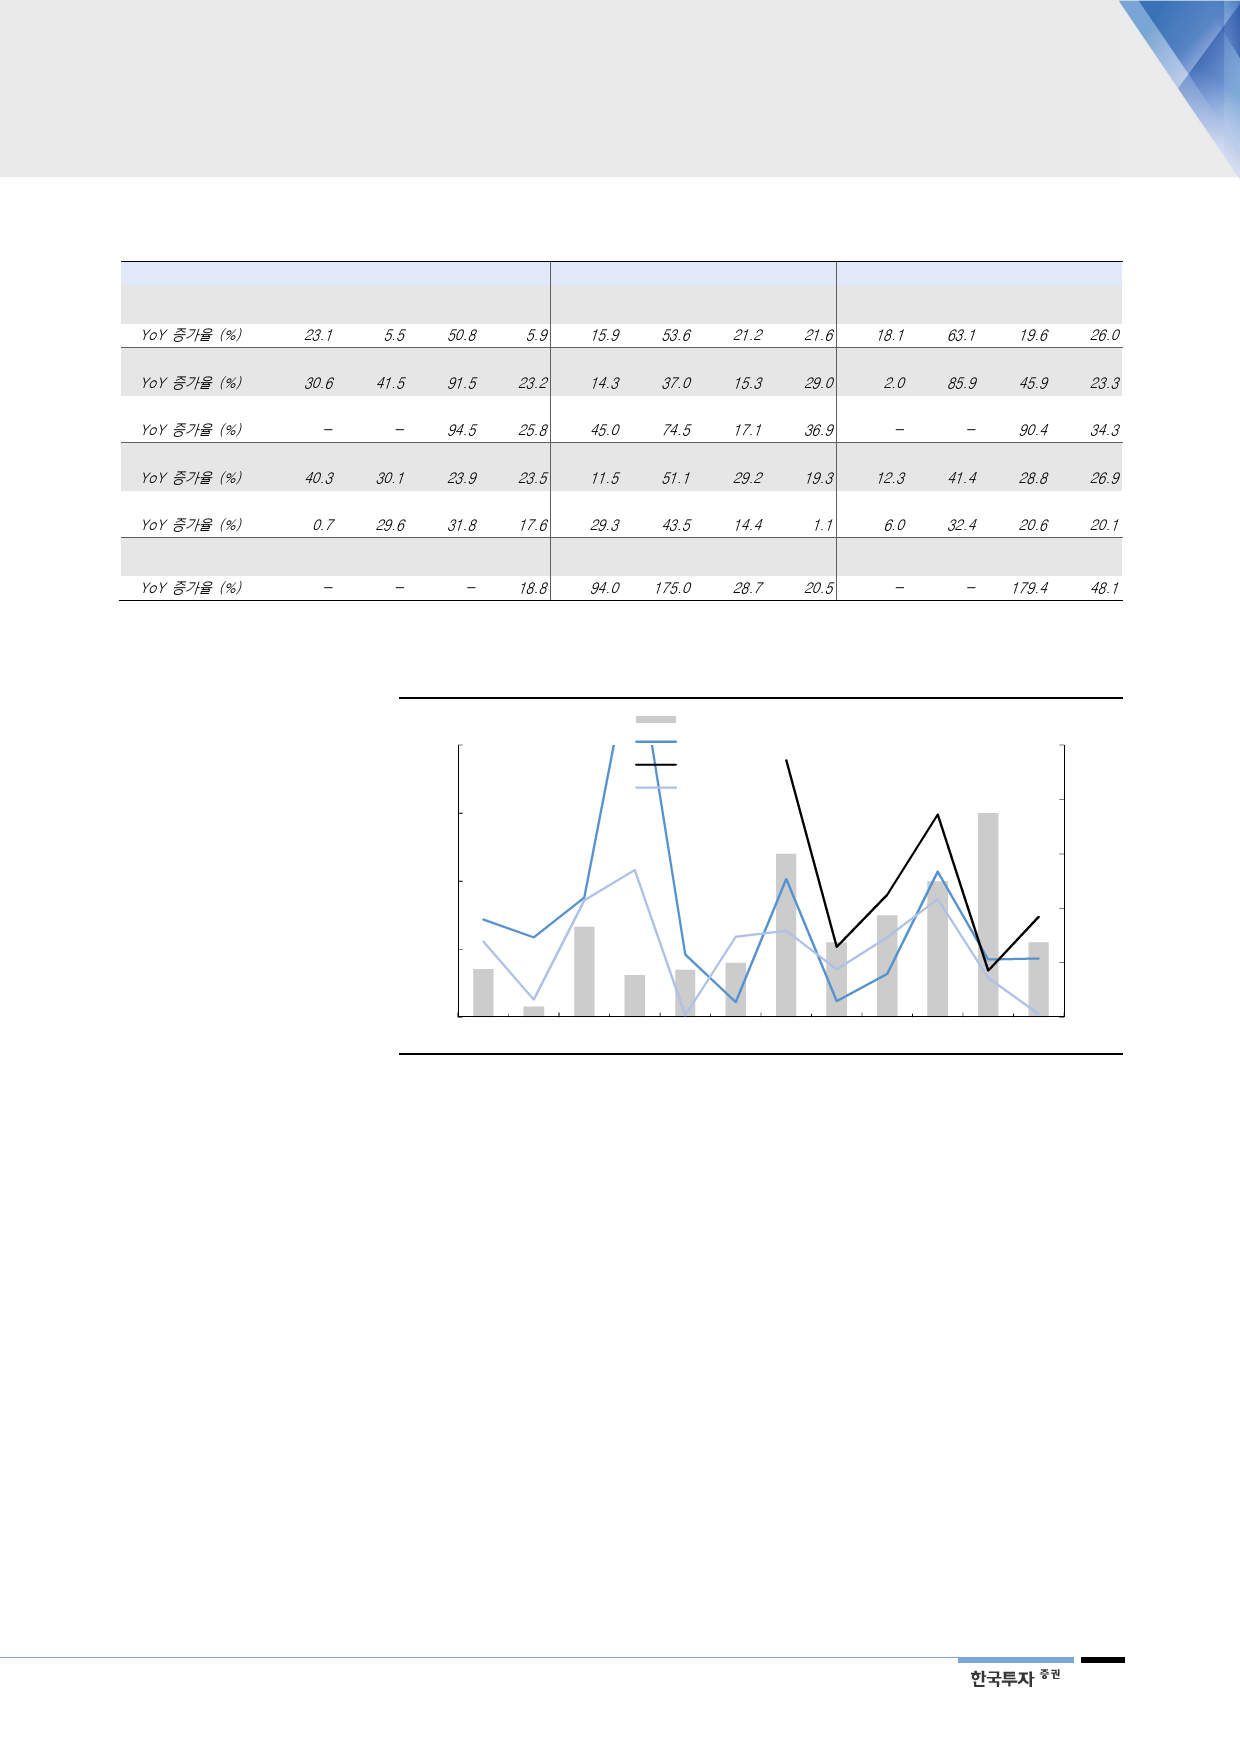 YoY 증가율 (%) 23.1 5.5 50.8 5.9 15.9 53.6 21.2 21.6 18.1 63.1 19.6 26.0
YoY 증가율 (%) 30.6 41.5 91.5 23.2 14.3 37.0 15.3 29.0 2.0 85.9 45.9 23.3
YoY 증가율 (%) – – 94.5 25.8 45.0 74.5 17.1 36.9 – – 90.4 34.3
YoY 증가율 (%) 40.3 30.1 23.9 23.5 11.5 51.1 29.2 19.3 12.3 41.4 28.8 26.9
YoY 증가율 (%) 0.7 29.6 31.8 17.6 29.3 43.5 14.4 1.1 6.0 32.4 20.6 20.1
YoY 증가율 (%) – – – 18.8 94.0 175.0 28.7 20.5 – – 179.4 48.1
한국투자 증권